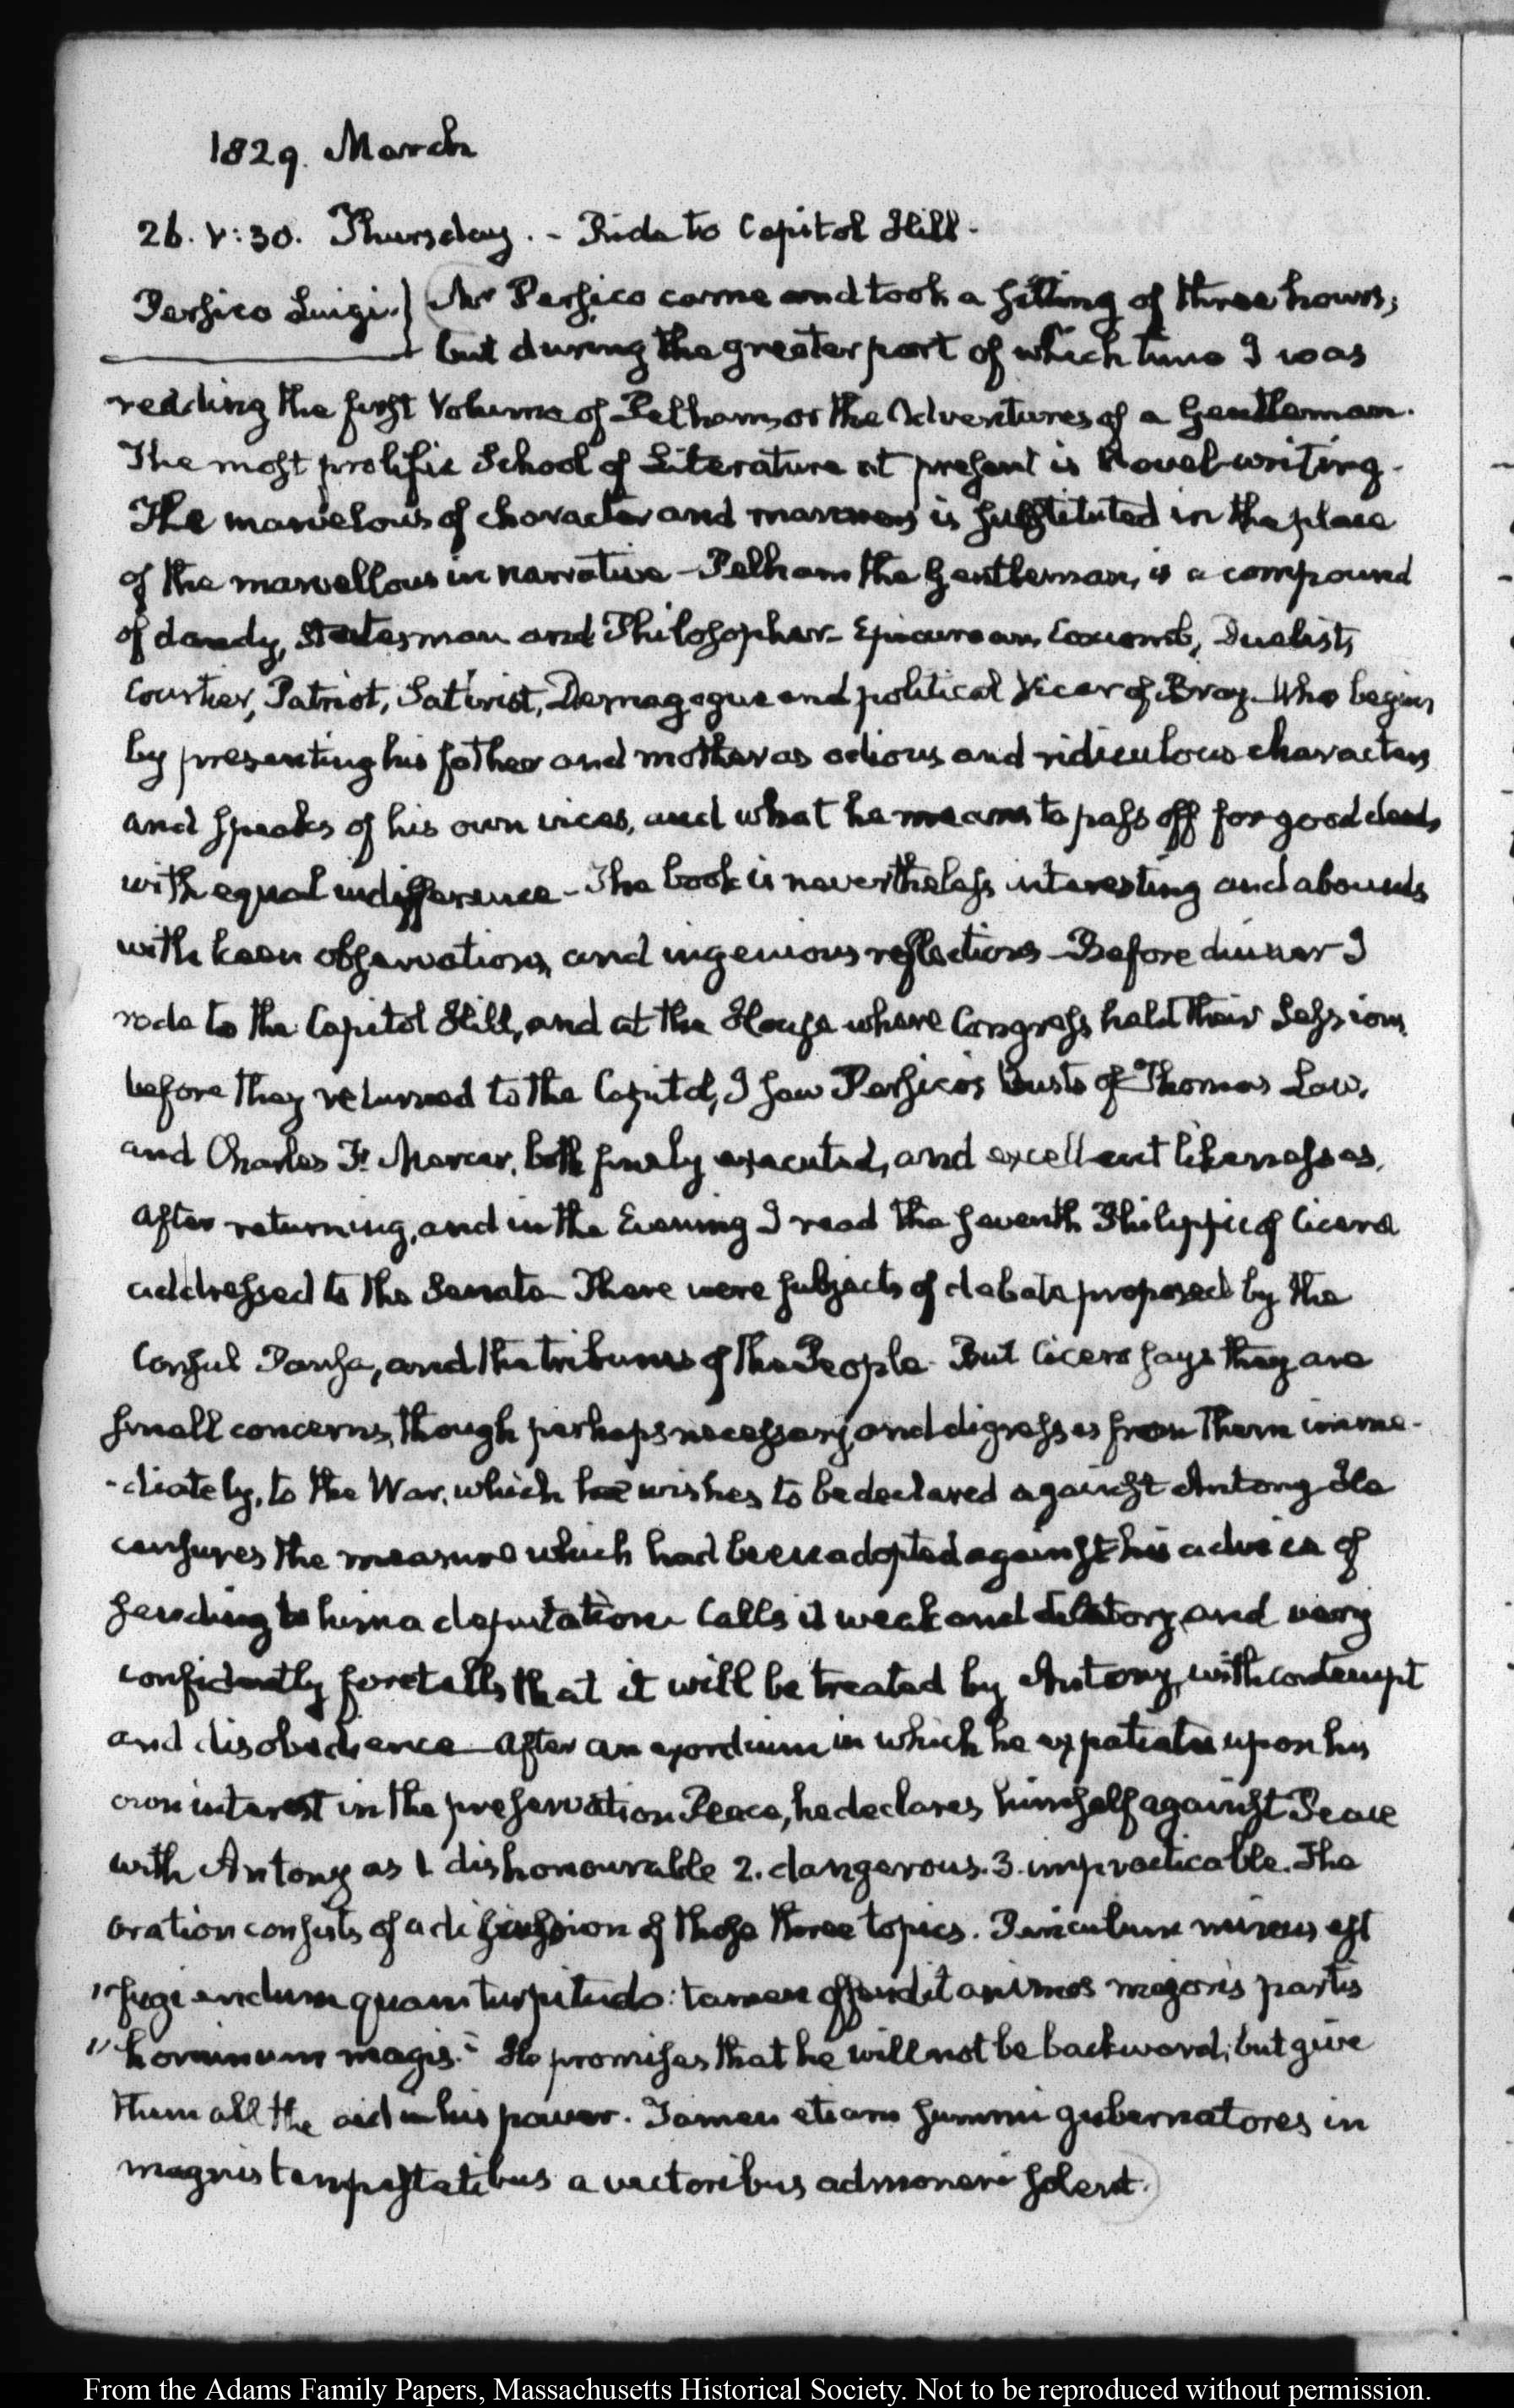 1829. March
26. V:30. Thursday. - Ride to Capitol Hill.
Persico Luigi.} Mr Persico came and took a sitting of three hours;
but during the greater part of which time I was
reading the first Volume of Pelham, or the Adventures of a Gentleman.
The most prolific School of Literature at present is Novel-writing.
The marvelous of character and manners is substituted in the place
of the marvellous in narrative - Pelham the Gentleman, is a compound
of dandy, Statesman and Philosopher - Epicurean, Coxcomb, Duelist,
Courtier, Patriot, Satirist, Demagogue and political Vicar of Bray. Who begins
by presenting his father and mother as odious and ridiculous characters
and speaks of his own vices, and what he means to pass off for good deeds,
with equal indifference - The book is nevertheless interesting and abounds
with keen observations, and ingenious reflections - Before dinner I
rode to the Capitol Hill, and at the House where Congress held their Sessions
before they returned to the Capitol, I saw Persico's busts of Thomas Law,
and Charles F. Mercer, both finely executed, and excellent likenesses.
After returning, and in the Evening I read the seventh Philippic of Cicero
addressed to the Senate - There were subjects of debate proposed by the
Consul Pansa, and the tribunes of the People. But Cicero says they are
small concerns, though perhaps necessary, and digresses from them imme-
-diately, to the War, which he wishes to be declared against Antony - He
censures the measure which had been adopted against his advice of
sending to him a deputation. Calls it weak and dilatory, and very
confidently foretells that it will be treated by Antony, with contempt
and disobedience - After an exordium in which he expatiates upon his
own interest in the preservation Peace, he declares himself against Peace
with Antony as 1. dishonourable 2. dangerous. 3. impracticable. The
oration consists of a discussion of those three topics. Periculum minus est
"fugiendum quam turpitudo: tamen offendit animos majoris partis
"hominum magis." He promises that he will not be backward; but give
them all the aid in his power. Tamen etiam summi gubernatores in
magnis tempestatibus a vectoribus admoneri solent.
From the Adams Family Papers, Massachusetts Historical Society. Not to be reproduced without permission.